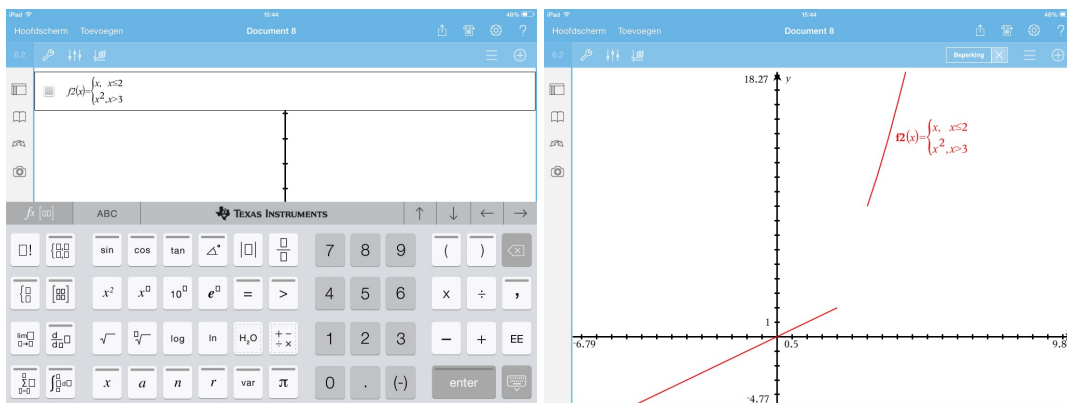 iPad 15:44 46%
Hoofdscherm Toevoegen Document 8 ?
6.2
f2(x)={x, x≤2
x²,x>3
fx [▯▯] ABC TEXAS INSTRUMENTS ↑ ↓ ← →
▯! {▯,▯ ▯,▯} sin cos tan ∠° |▯| ▯/▯ 7 8 9 ( )
{▯ ▯ [▯▯ ▯▯] x² x▯ 10▯ e▯ = > 4 5 6 x ÷ ,
lim▯ ▯→▯ d/d▯▯ √ ▯√ log ln H₂O + − ÷ × 1 2 3 − + EE
▯∑▯ ▯=▯ ∫▯▯d▯ x a n r var π 0 . (-) enter
iPad 15:44 46%
Hoofdscherm Toevoegen Document 8 ?
6.2 Beperking
18.27 y
f2(x)={x, x≤2
x²,x>3
1
-6.79 0.5 9.8
-4.77